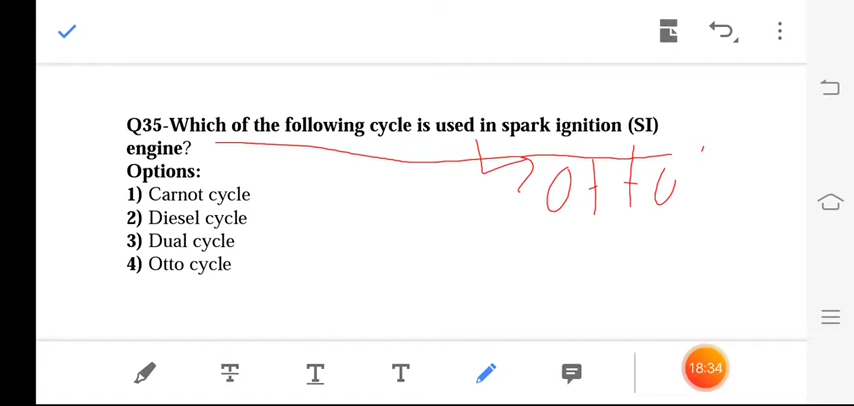 Q35-Which of the following cycle is used in spark ignition (SI)
engine?
otto
Options:
1) Carnot cycle
2) Diesel cycle
3) Dual cycle
4) Otto cycle
T T T
18:34